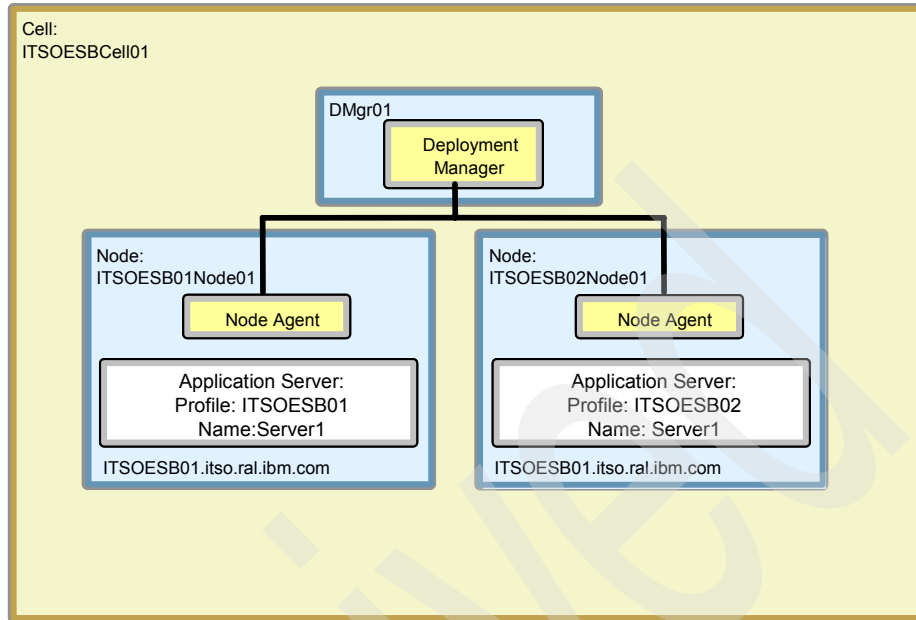 Cell:
ITSOESBCell01
DMgr01
Deployment
Manager
Node:
ITSOESB01Node01
Node Agent
Application Server:
Profile: ITSOESB01
Name:Server1
ITSOESB01.itso.ral.ibm.com
Node:
ITSOESB02Node01
Node Agent
Application Server:
Profile: ITSOESB02
Name: Server1
ITSOESB01.itso.ral.ibm.com